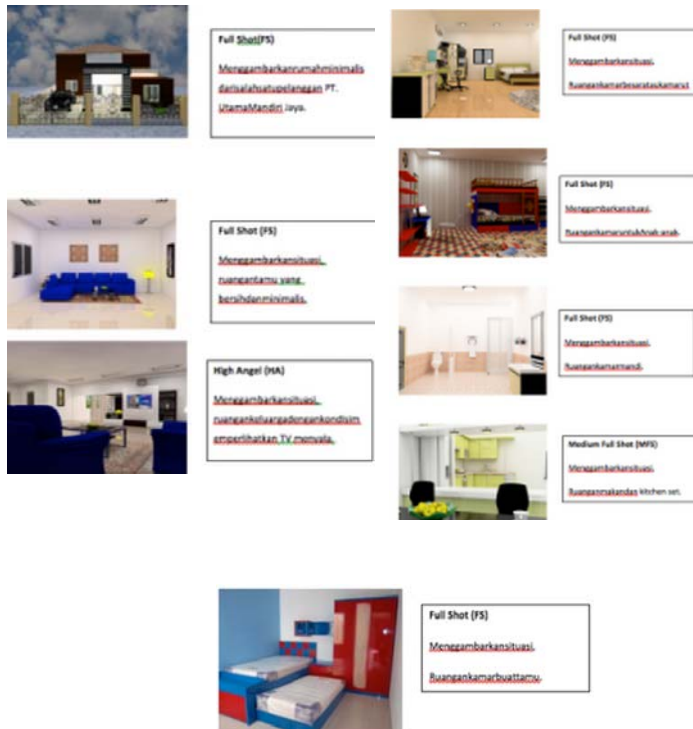 Full Shot(FS)
Menggambarkanrumahminimalis
darisalahsatupelanggan PT.
UtamaMandiri Jaya.
Full Shot (FS)
Menggambarkansituasi,
ruangantamu yang
bersihdanminimalis.
High Angel (HA)
Menggambarkansituasi,
ruangkeluargadengankondisim
emperlihatkan TV menyala.
Full Shot (FS)
Menggambarkansituasi.
Ruangankamarbesarataukamarut
Full Shot (FS)
Menggambarkansituasi.
RuangankamaruntukAnak-anak.
Full Shot (FS)
Menggambarkansituasi.
Ruangankamarmandi.
Medium Full Shot (MFS)
Menggambarkansituasi.
Ruanganmakandan kitchen set.
Full Shot (FS)
Menggambarkansituasi.
Ruangankamarbuattamu.